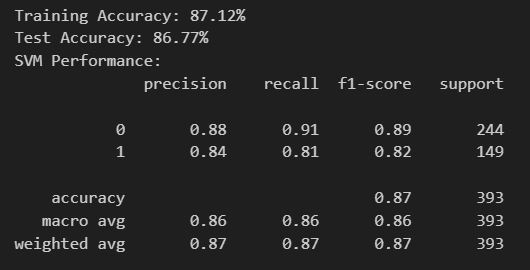 Training Accuracy: 87.12%
Test Accuracy: 86.77%
SVM Performance:
precision recall f1-score support
0 0.88 0.91 0.89 244
1 0.84 0.81 0.82 149
accuracy 0.87 393
macro avg 0.86 0.86 0.86 393
weighted avg 0.87 0.87 0.87 393